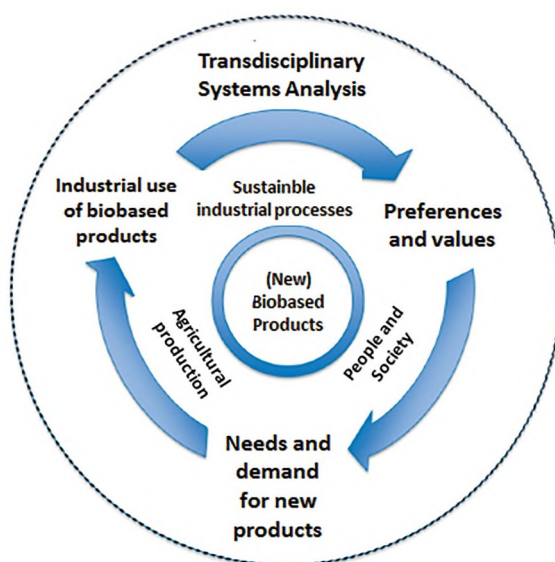 Transdisciplinary
Systems Analysis
Industrial use
of biobased
products
Sustainble
industrial processes
Preferences
and values
(New)
Biobased
Products
Agricultural
production
People and
Society
Needs and
demand
for new
products